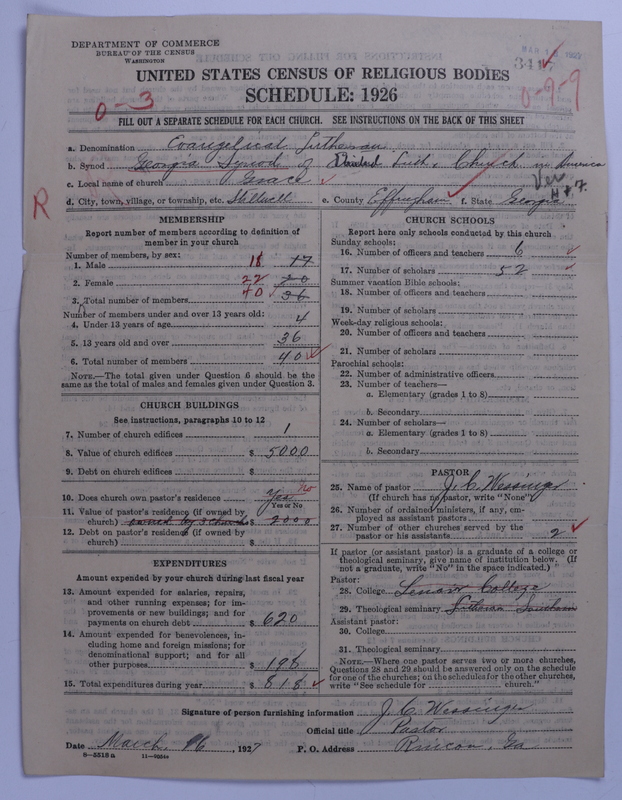 DEPARTMENT OF COMMERCE
BUREAU OF THE CENSUS
WASHINGTON
UNITED STATES CENSUS OF RELIGIOUS BODIES
SCHEDULE: 1926
0-3
0-9-9
FILL OUT A SEPARATE SCHEDULE FOR EACH CHURCH. SEE INSTRUCTIONS ON THE BACK OF THIS SHEET
a. Denomination Evangelical Lutheran
b. Synod Georgia Synod of United Luth. Church in America
c. Local name of church Grace
R
d. City, town, village, or township, etc. Stillwell e. County Effingham f. State Georgia
MEMBERSHIP
Report number of members according to definition of member in your church
Number of members, by sex:
1. Male 18 17
2. Female 22 20
3. Total number of members 40 36
Number of members under and over 13 years old:
4. Under 13 years of age 4
5. 13 years old and over 36
6. Total number of members 40
NOTE.—The total given under Question 6 should be the same as the total of males and females given under Question 3.
CHURCH BUILDINGS
See instructions, paragraphs 10 to 12
7. Number of church edifices 1
8. Value of church edifices $ 5000
9. Debt on church edifices $
10. Does church own pastor's residence Yes no
Yes or No
11. Value of pastor's residence (if owned by
church) owned by 3 churches $ 2000
12. Debt on pastor's residence (if owned by
church) $
EXPENDITURES
Amount expended by your church during last fiscal year
13. Amount expended for salaries, repairs,
and other running expenses; for im-
provements or new buildings; and for
payments on church debt $ 620
14. Amount expended for benevolences, in-
cluding home and foreign missions; for
denominational support; and for all
other purposes $ 198
15. Total expenditures during year $ 818
CHURCH SCHOOLS
Report here only schools conducted by this church
Sunday schools:
16. Number of officers and teachers 6
17. Number of scholars 52
Summer vacation Bible schools:
18. Number of officers and teachers
19. Number of scholars
Week-day religious schools:
20. Number of officers and teachers
21. Number of scholars
Parochial schools:
22. Number of administrative officers
23. Number of teachers—
a. Elementary (grades 1 to 8)
b. Secondary
24. Number of scholars—
a. Elementary (grades 1 to 8)
b. Secondary
PASTOR
25. Name of pastor J. C. Wessinger
(If church has no pastor, write "None")
26. Number of ordained ministers, if any, em-
ployed as assistant pastors
27. Number of other churches served by the
pastor or his assistants 2
If pastor (or assistant pastor) is a graduate of a college or
theological seminary, give name of institution below. (If
not a graduate, write "No" in the space indicated.)
Pastor:
28. College Lenoir College
29. Theological seminary Lutheran Southern
Assistant pastor:
30. College
31. Theological seminary
NOTE.—Where one pastor serves two or more churches,
Questions 28 and 29 should be answered only on the schedule
for one of the churches; on the schedules for the other churches,
write "See schedule for church."
Signature of person furnishing information J. C. Wessinger
Official title Pastor
Date March 16, 1927 P. O. Address Rincon, Ga
8—5518a